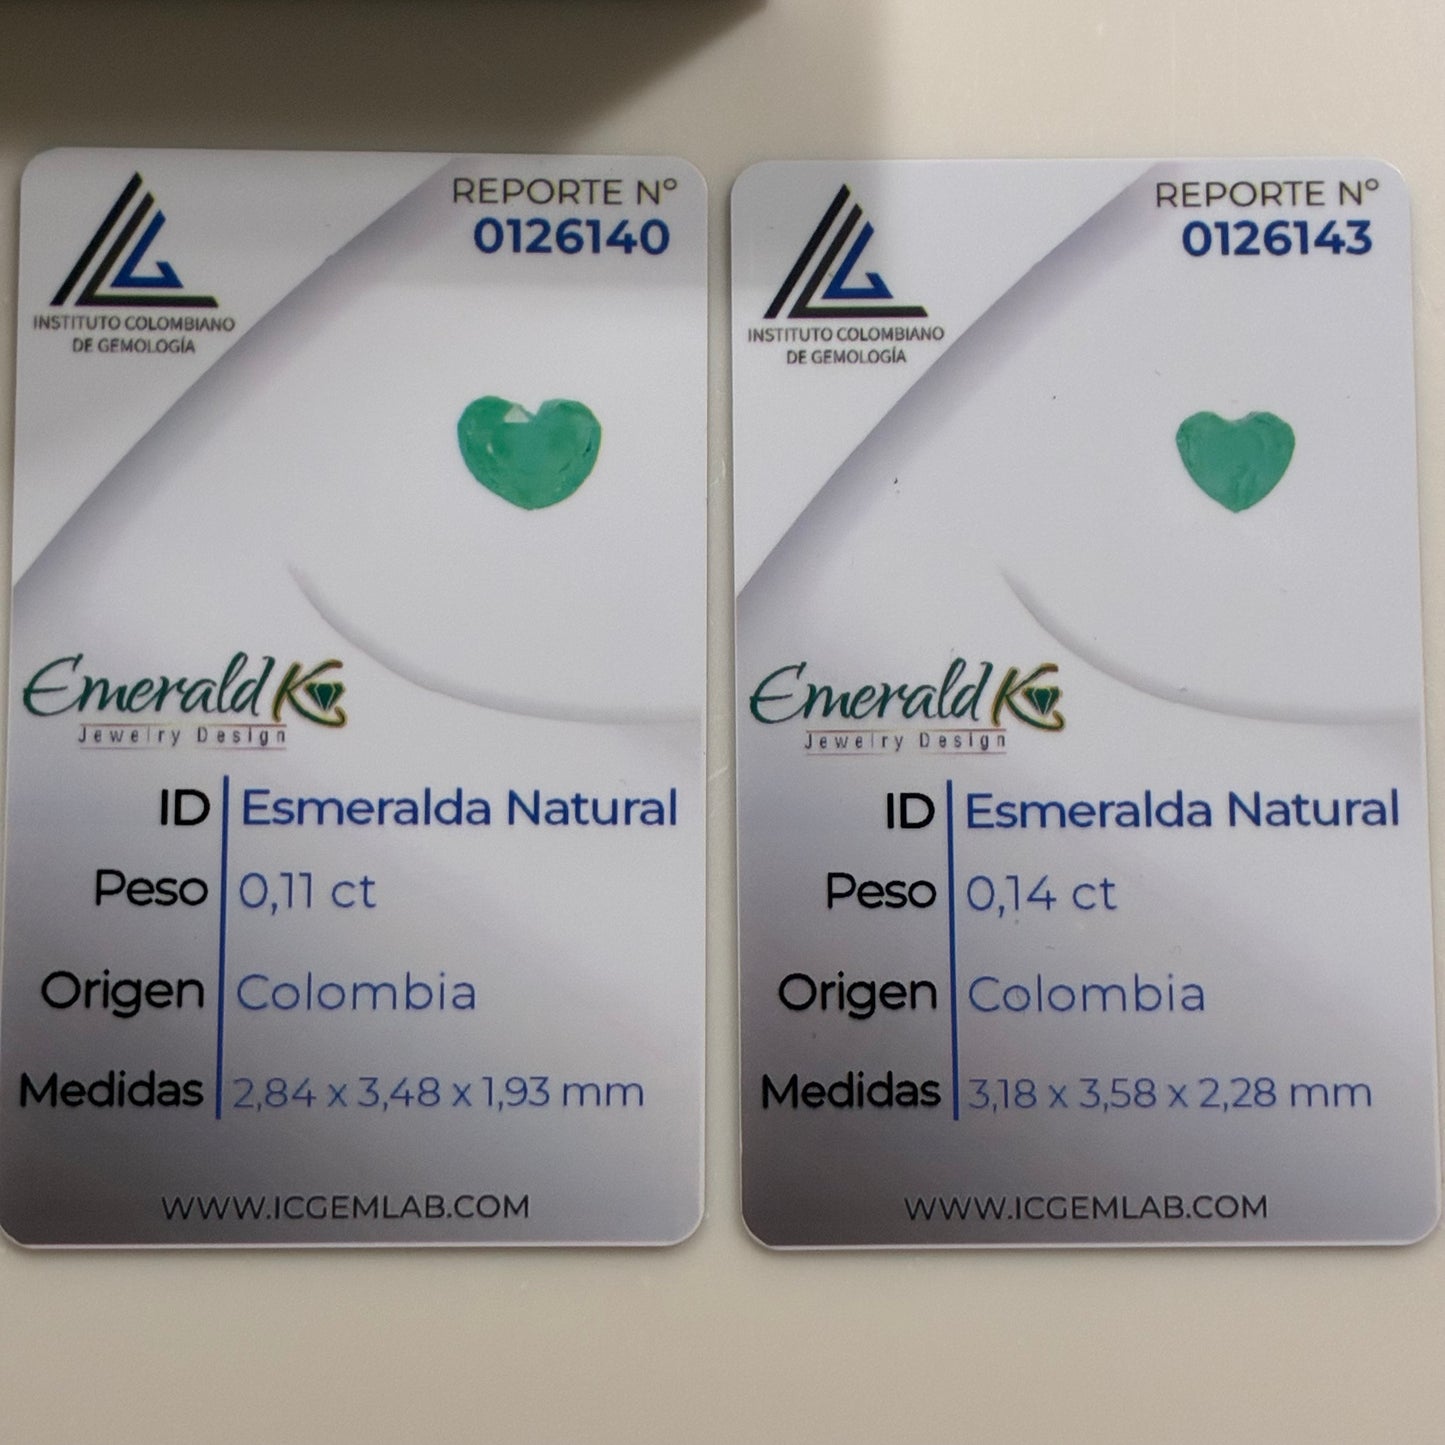 REPORTE Nº
0126140
INSTITUTO COLOMBIANO
DE GEMOLOGÍA
Emerald K
Jewelry Design
ID Esmeralda Natural
Peso 0,11 ct
Origen Colombia
Medidas 2,84 x 3,48 x 1,93 mm
WWW.ICGEMLAB.COM
REPORTE Nº
0126143
INSTITUTO COLOMBIANO
DE GEMOLOGÍA
Emerald K
Jewelry Design
ID Esmeralda Natural
Peso 0,14 ct
Origen Colombia
Medidas 3,18 x 3,58 x 2,28 mm
WWW.ICGEMLAB.COM